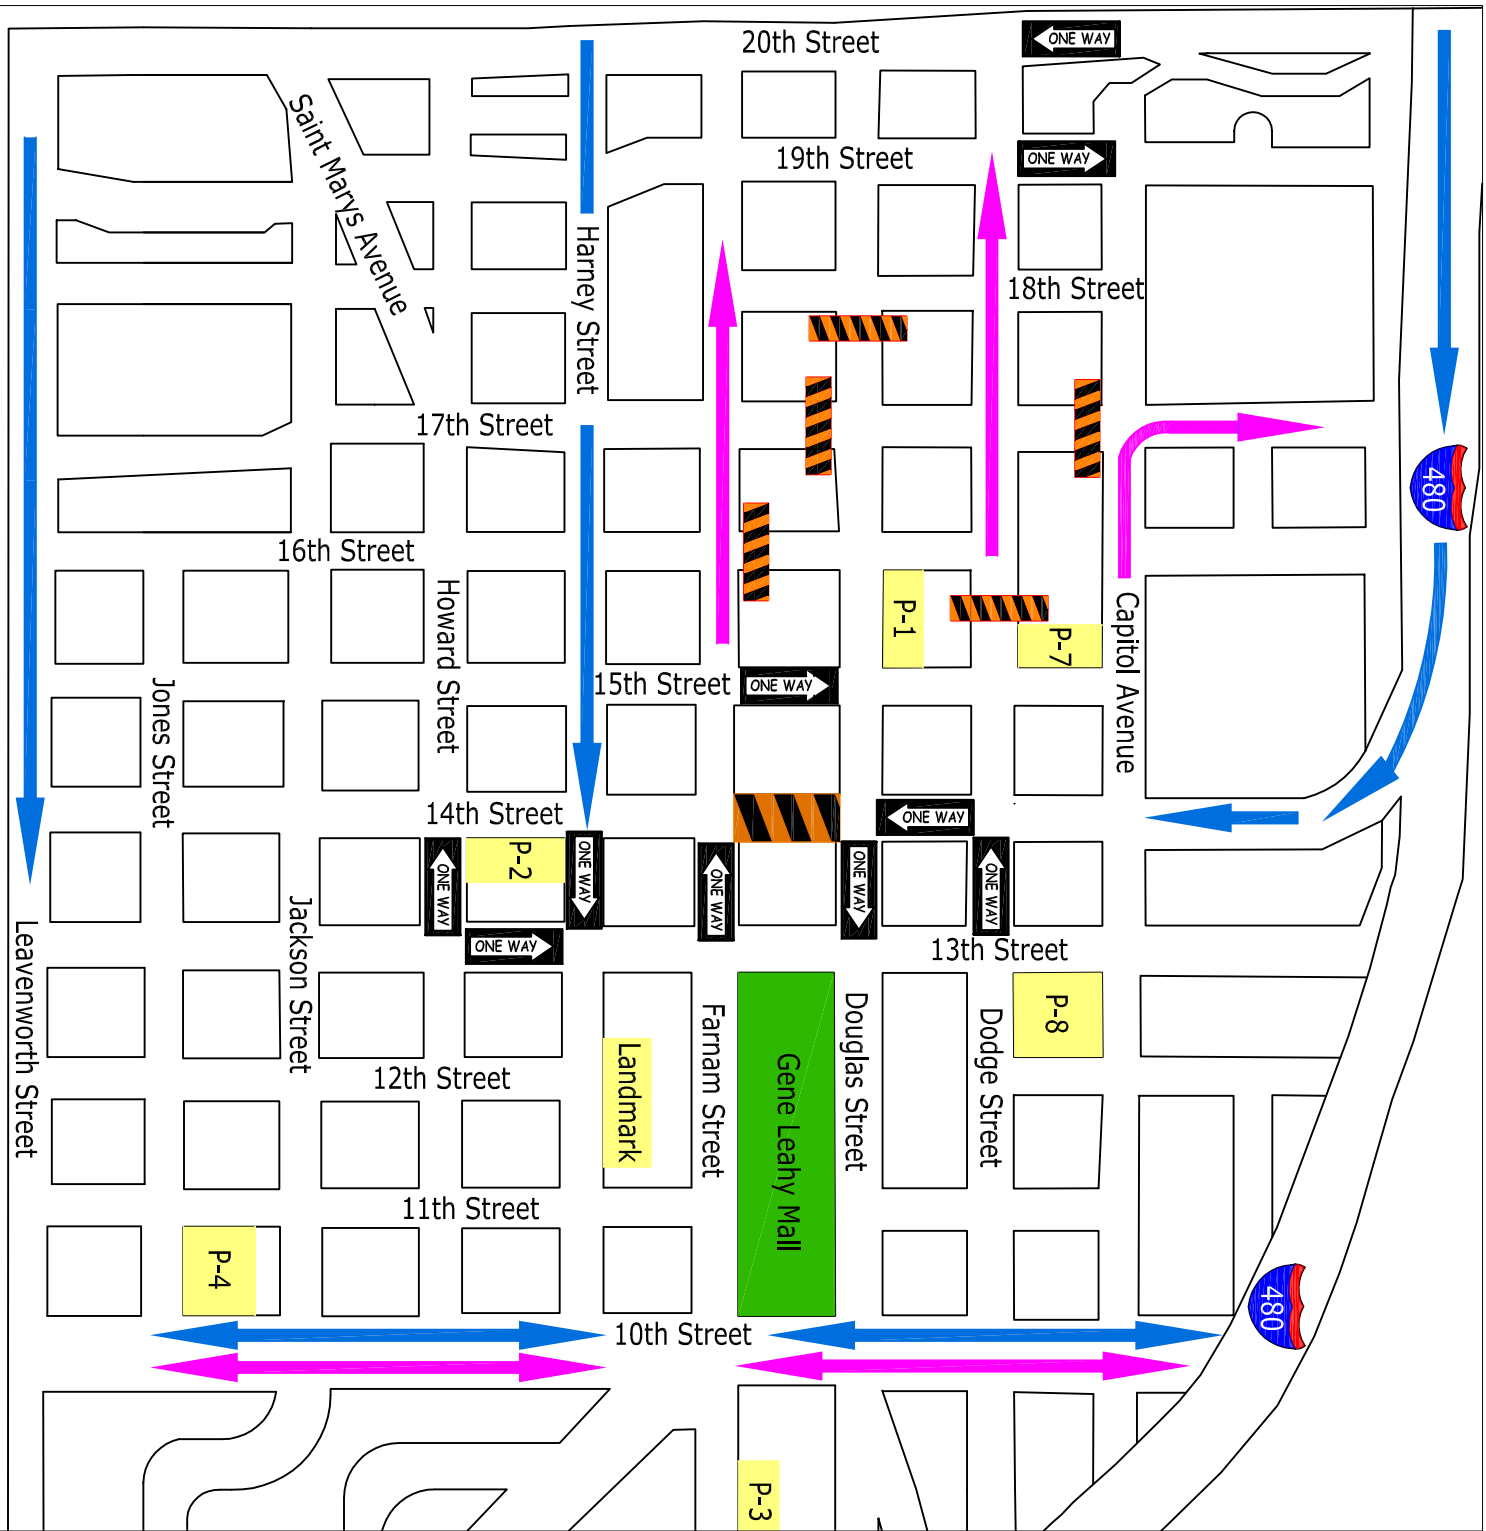 20th Street
ONE WAY
Saint Marys Avenue
19th Street
ONE WAY
Harney Street
18th Street
17th Street
480
16th Street
Howard Street
P-1
P-7
Capitol Avenue
Jones Street
15th Street
ONE WAY
14th Street
ONE WAY
ONE WAY
P-2
ONE WAY
ONE WAY
ONE WAY
ONE WAY
ONE WAY
13th Street
Leavenworth Street
Jackson Street
12th Street
Landmark
Farnam Street
Gene Leahy Mall
Douglas Street
Dodge Street
P-8
11th Street
P-4
480
10th Street
P-3